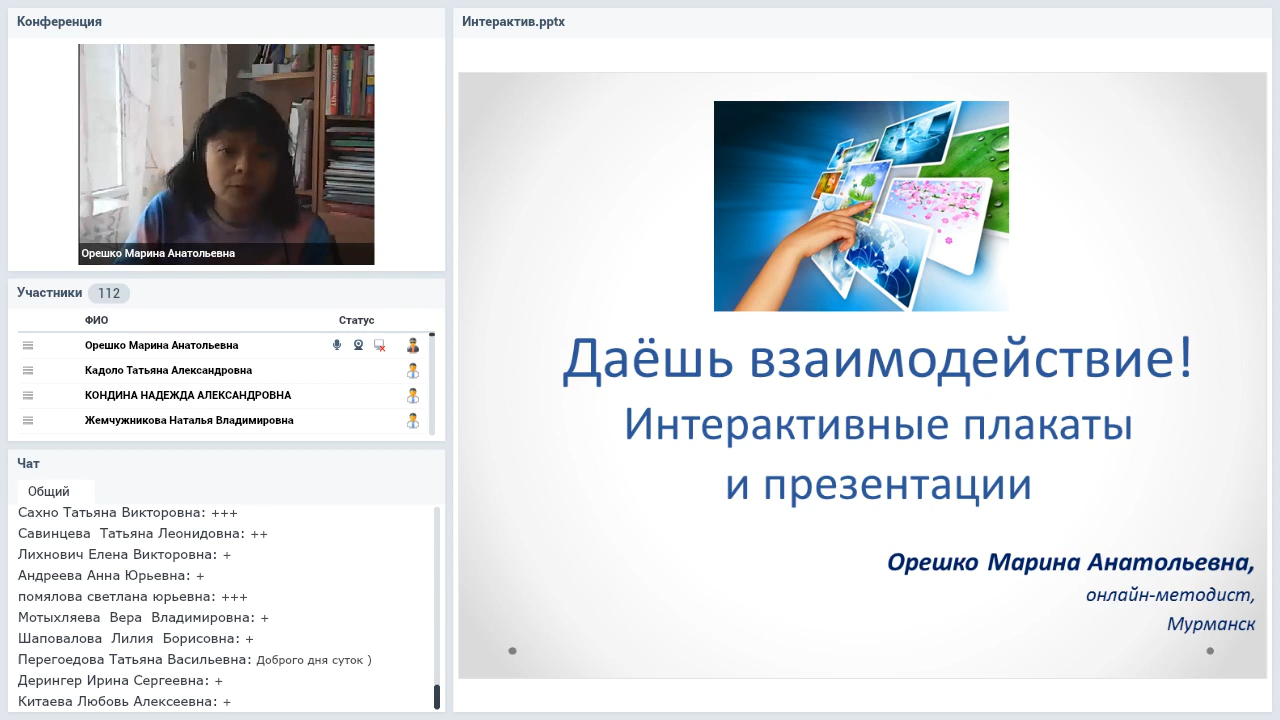 Конференция
Орешко Марина Анатольевна
Участники 112
ФИО Статус
Орешко Марина Анатольевна
Кадоло Татьяна Александровна
КОНДИНА НАДЕЖДА АЛЕКСАНДРОВНА
Жемчужникова Наталья Владимировна
Чат
Общий
Сахно Татьяна Викторовна: +++
Савинцева Татьяна Леонидовна: ++
Лихнович Елена Викторовна: +
Андреева Анна Юрьевна: +
помялова светлана юрьевна: +++
Мотыхляева Вера Владимировна: +
Шаповалова Лилия Борисовна: +
Перегоедова Татьяна Васильевна: Доброго дня суток )
Дерингер Ирина Сергеевна: +
Китаева Любовь Алексеевна: +
Интерактив.pptx
Даёшь взаимодействие!
Интерактивные плакаты
и презентации
Орешко Марина Анатольевна,
онлайн-методист,
Мурманск